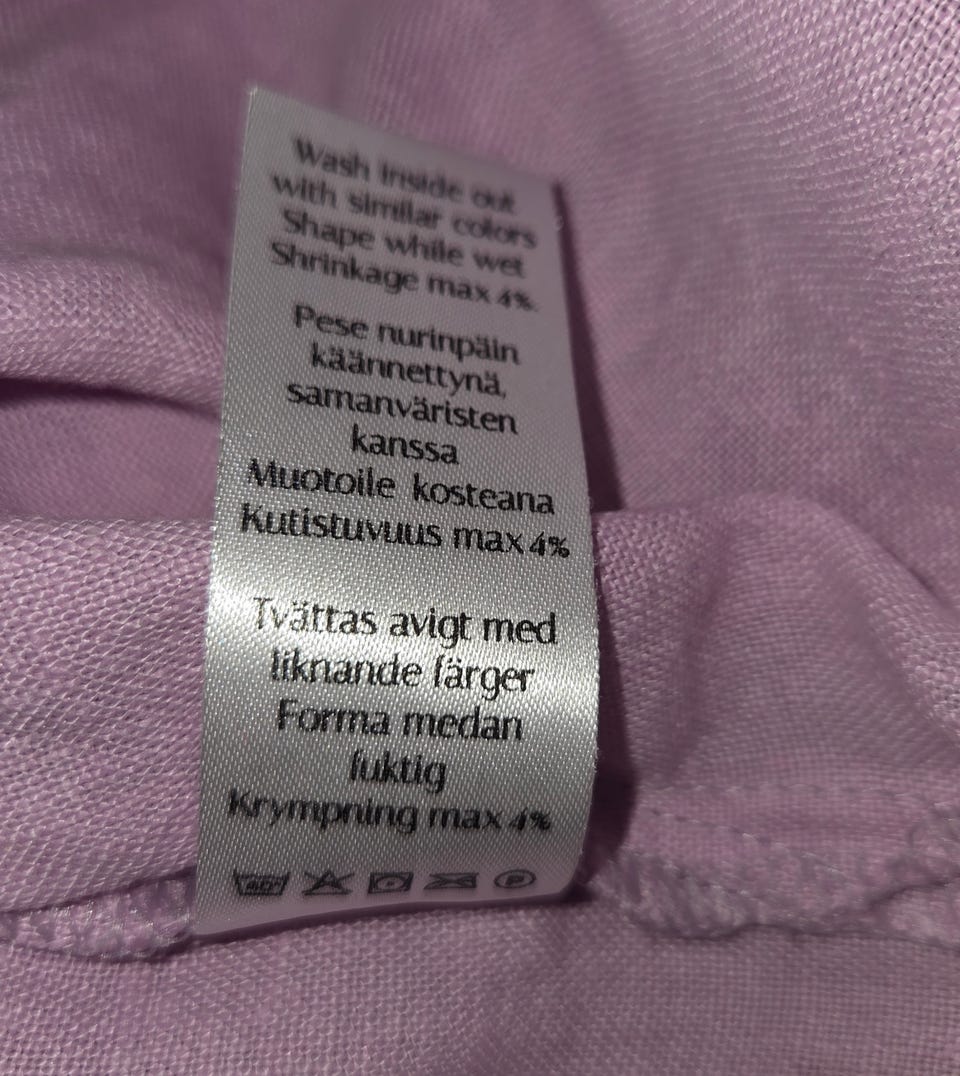 Wash inside out
with similar colors
Shape while wet
Shrinkage max 4%.
Pese nurinpäin
käännettynä,
samanväristen
kanssa
Muotoile kosteana
Kutistuvuus max 4%
Tvättas avigt med
liknande färger
Forma medan
fuktig
Krympning max 4%
40° P